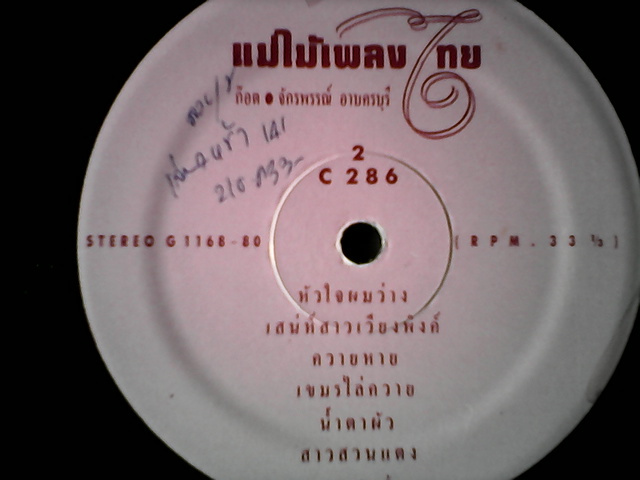 แม่ไม้เพลงไทย
ก๊อต ● จักรพรรณ์ อาบครบุรี
2
C 286
STEREO G 1168-80 ( RPM. 33 ⅓ )
หัวใจผมว่าง
เสน่ห์สาวเวียงพิงค์
ควายหาย
เขมรไล่ควาย
น้ำตาผัว
สาวสวนแตง